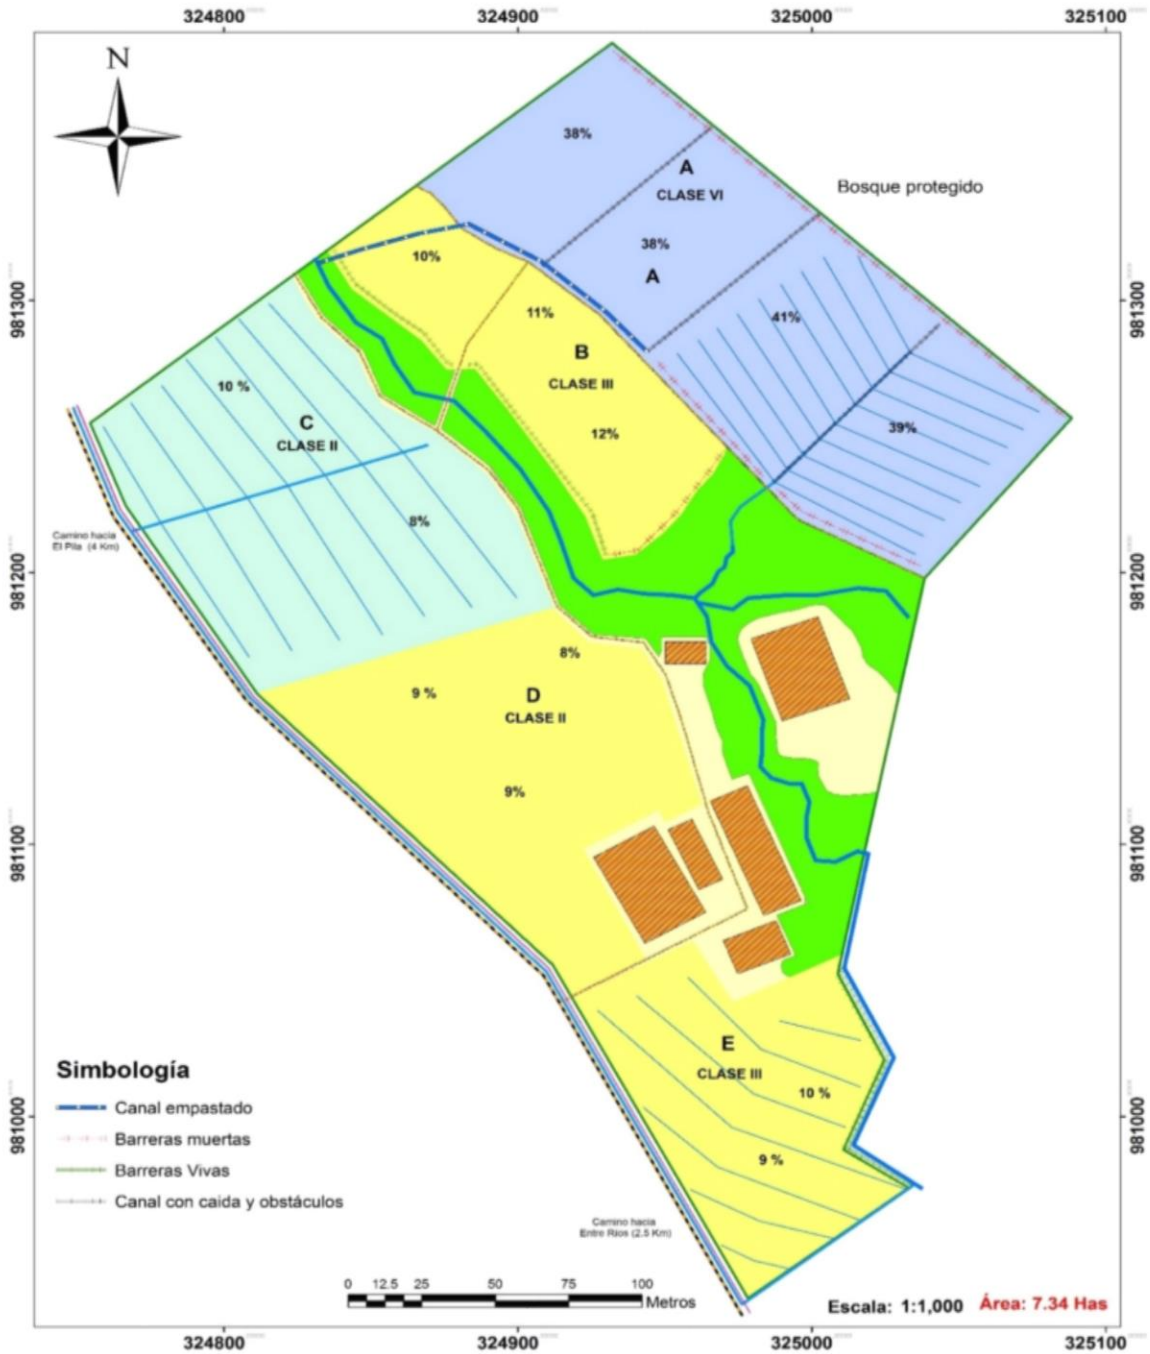 324800
324900
325000
325100
N
38%
A
CLASE VI
Bosque protegido
38%
A
10%
981300
981300
11%
41%
B
CLASE III
10 %
C
CLASE II
12%
39%
8%
Camino hacia
El Pila (4 Km)
981200
981200
8%
9 %
D
CLASE II
9%
981100
981100
E
CLASE III
10 %
981000
981000
9 %
Simbología
Canal empastado
Barreras muertas
Barreras Vivas
Canal con caida y obstáculos
Camino hacia
Entre Rios (2.5 Km)
0 12.5 25 50 75 100
Metros
Escala: 1:1,000 Área: 7.34 Has
324800
324900
325000
325100